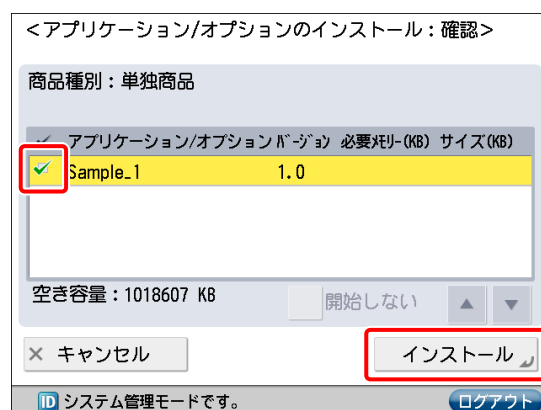 <アプリケーション/オプションのインストール：確認>
商品種別：単独商品
アプリケーション/オプション ﾊﾞｰｼﾞｮﾝ 必要ﾒﾓﾘｰ(KB) サイズ(KB)
Sample_1 1.0
空き容量：1018607 KB 開始しない ▲ ▼
× キャンセル インストール
ID システム管理モードです。 ログアウト